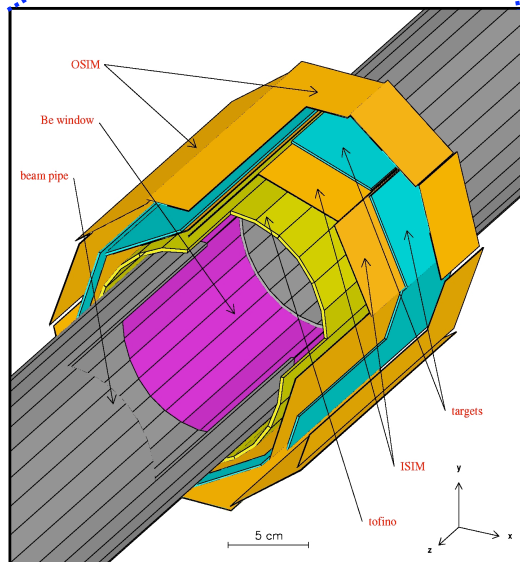 OSIM
Be window
beam pipe
targets
ISIM
tofino
5 cm
y
x
z